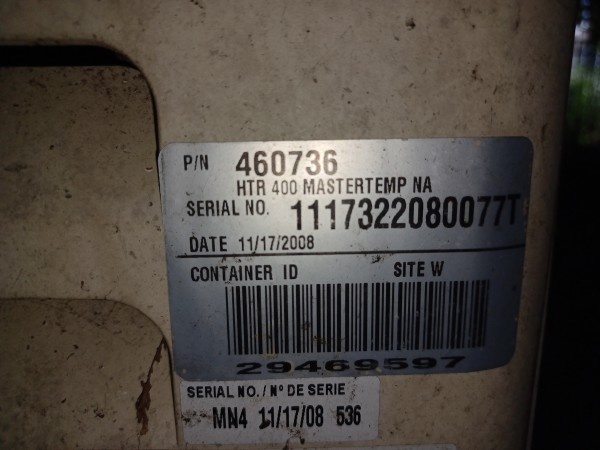 P/N 460736
HTR 400 MASTERTEMP NA
SERIAL NO. 1117322080077T
DATE 11/17/2008
CONTAINER ID SITE W
29469597
SERIAL NO. / Nº DE SERIE
MN4 11/17/08 536